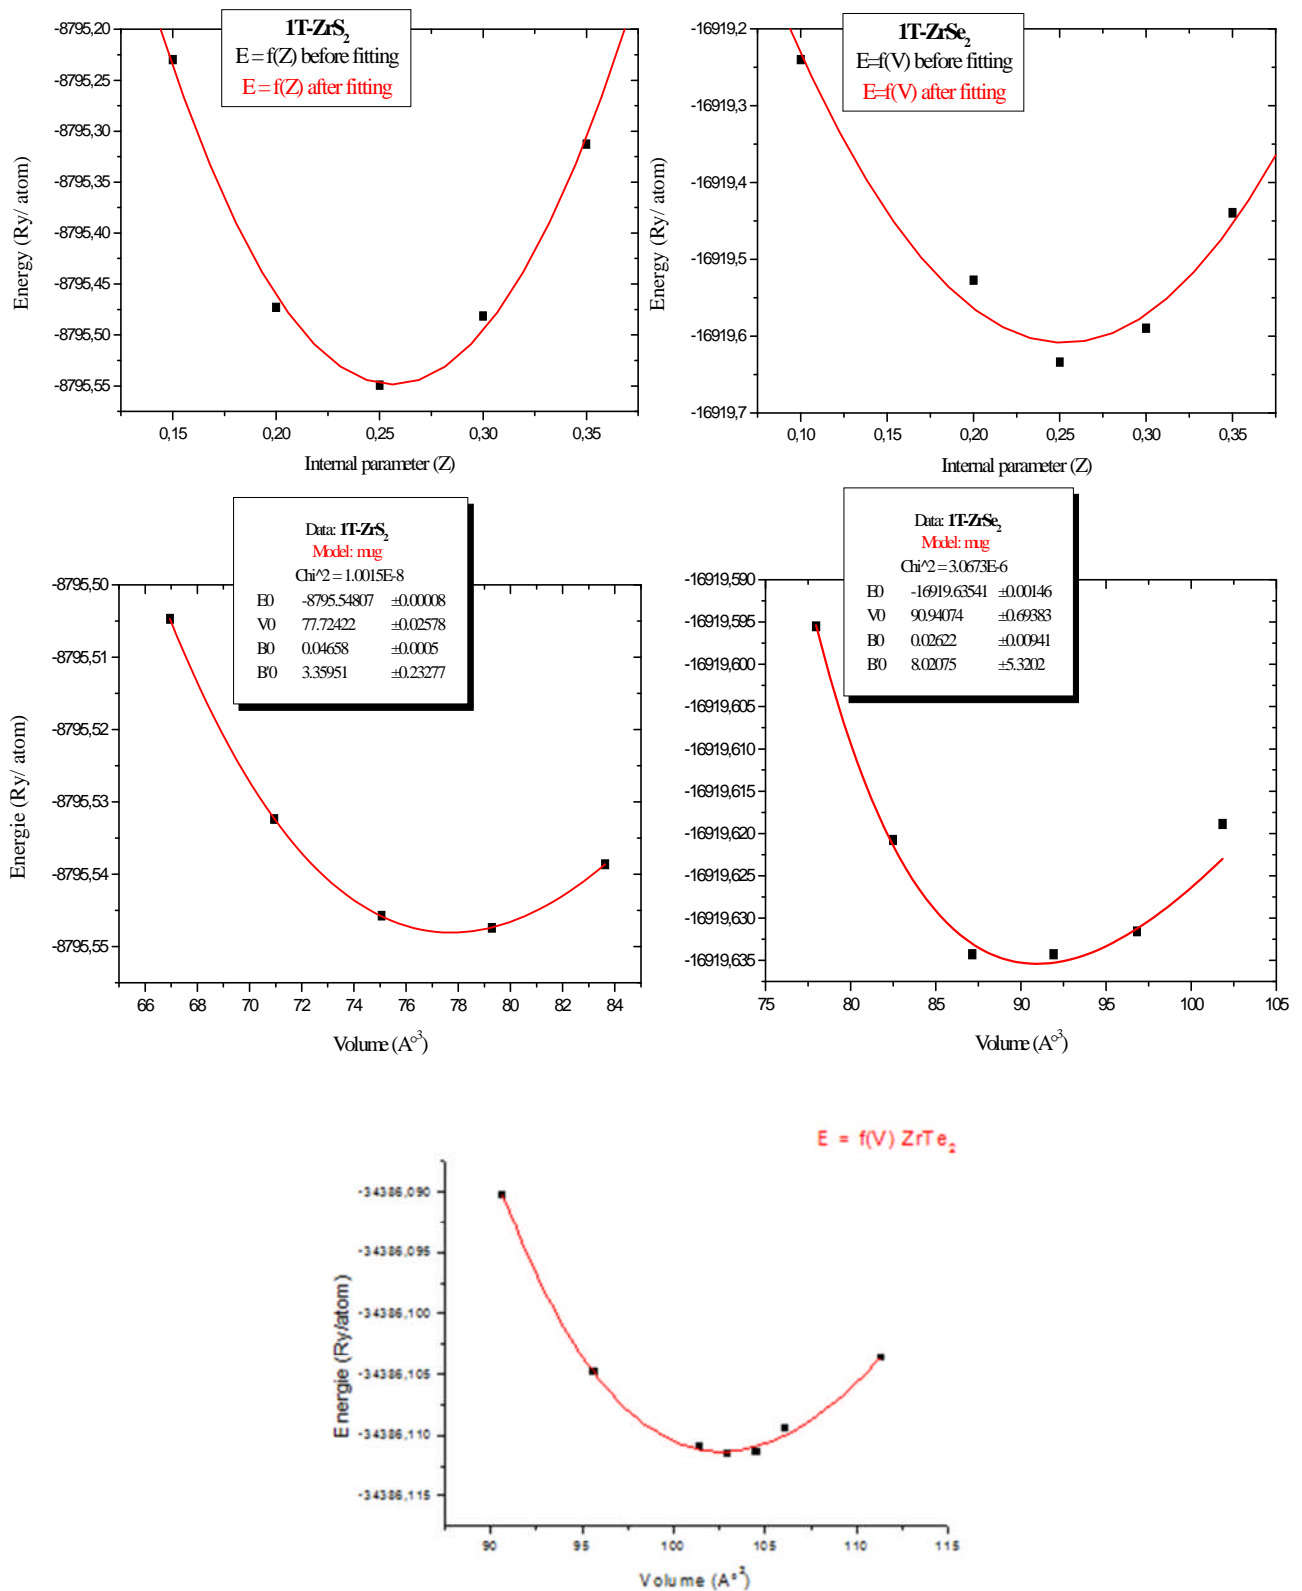 1T-ZrS2
E = f(Z) before fitting
E = f(Z) after fitting
-8795,20
-8795,25
-8795,30
-8795,35
-8795,40
-8795,45
-8795,50
-8795,55
Energy (Ry/ atom)
0,15 0,20 0,25 0,30 0,35
Internal parameter (Z)
1T-ZrSe2
E=f(V) before fitting
E=f(V) after fitting
-16919,2
-16919,3
-16919,4
-16919,5
-16919,6
-16919,7
Energy (Ry/ atom)
0,10 0,15 0,20 0,25 0,30 0,35
Internal parameter (Z)
Data: 1T-ZrS2
Model: mug
Chi^2 = 1.0015E-8
E0 -8795.54807 ±0.00008
V0 77.72422 ±0.02578
B0 0.04658 ±0.0005
B'0 3.35951 ±0.23277
-8795,50
-8795,51
-8795,52
-8795,53
-8795,54
-8795,55
Energie (Ry/ atom)
66 68 70 72 74 76 78 80 82 84
Volume (A°3)
Data: 1T-ZrSe2
Model: mug
Chi^2 = 3.0673E-6
E0 -16919.63541 ±0.00146
V0 90.94074 ±0.69383
B0 0.02622 ±0.00941
B'0 8.02075 ±5.3202
-16919,590
-16919,595
-16919,600
-16919,605
-16919,610
-16919,615
-16919,620
-16919,625
-16919,630
-16919,635
75 80 85 90 95 100 105
Volume (A°3)
E = f(V) ZrTe2
-34386,090
-34386,095
-34386,100
-34386,105
-34386,110
-34386,115
Energie (Ry/atom)
90 95 100 105 110 115
Volume (A°3)